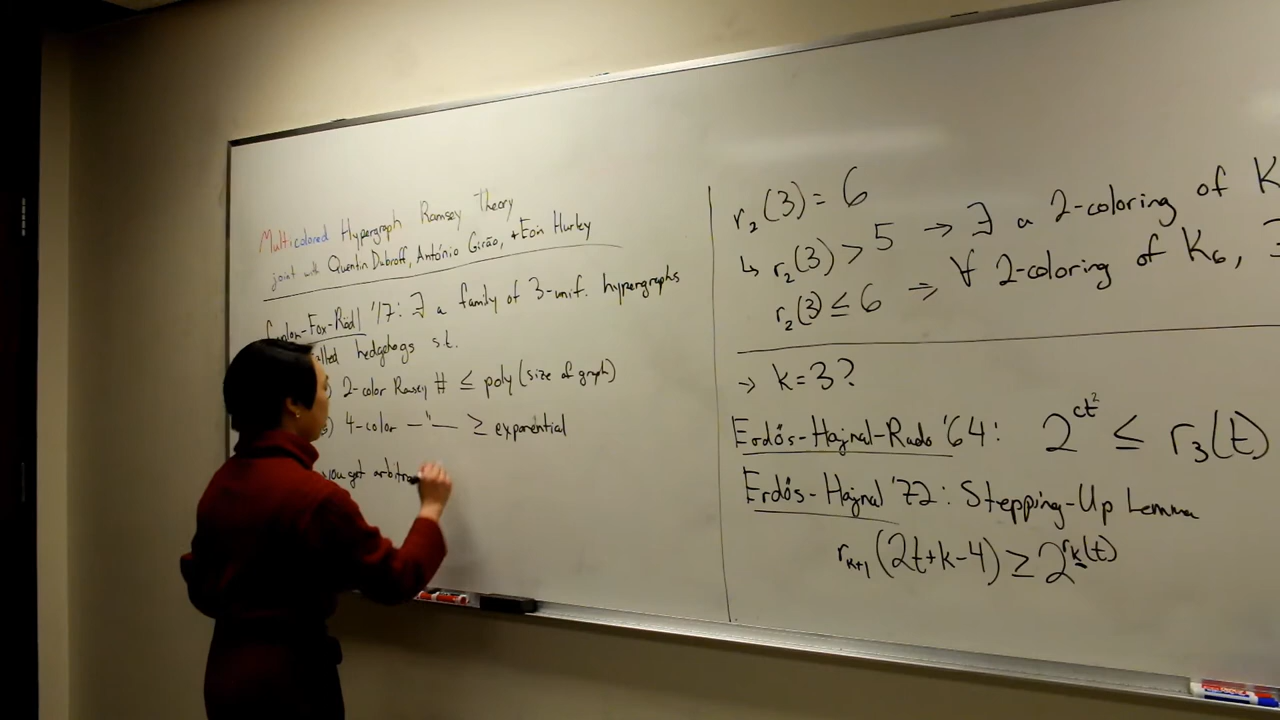 Multicolored Hypergraph Ramsey Theory
joint with Quentin Dubroff, António Girão, + Eoin Hurley
Conlon-Fox-Rödl '17: ∃ a family of 3-unif. hypergraphs
called hedgehogs s.t.
) 2-color Ramsey # ≤ poly(size of graph)
) 4-color —"— ≥ exponential
you get
r₂(3) = 6
↳ r₂(3) > 5 → ∃ a 2-coloring of K
r₂(3) ≤ 6 → ∀ 2-coloring of K₆,
→ k=3?
Erdős-Hajnal-Rado '64: 2^{ct²} ≤ r₃(t)
Erdős-Hajnal '72: Stepping-Up Lemma
r_{k+1}(2t+k-4) ≥ 2^{r_k(t)}